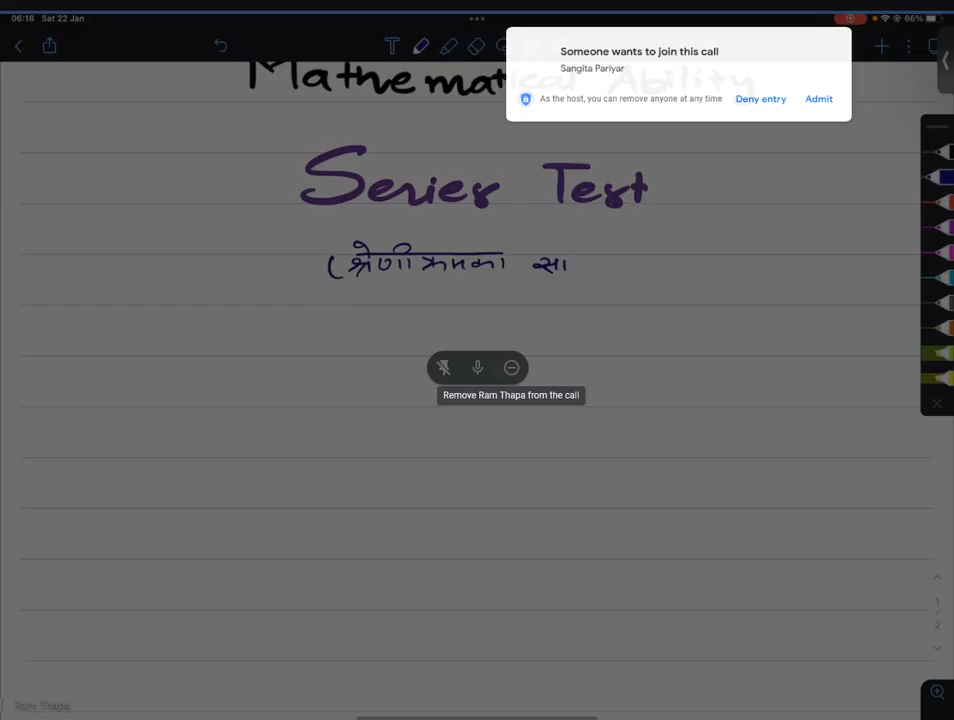 06:18 Sat 22 Jan
66%
Someone wants to join this call
Sangita Pariyar
As the host, you can remove anyone at any time
Deny entry Admit
Mathematical Ability
Series Test
(श्रेणीक्रमका सा
Remove Ram Thapa from the call
1
/
2
Ram Thapa